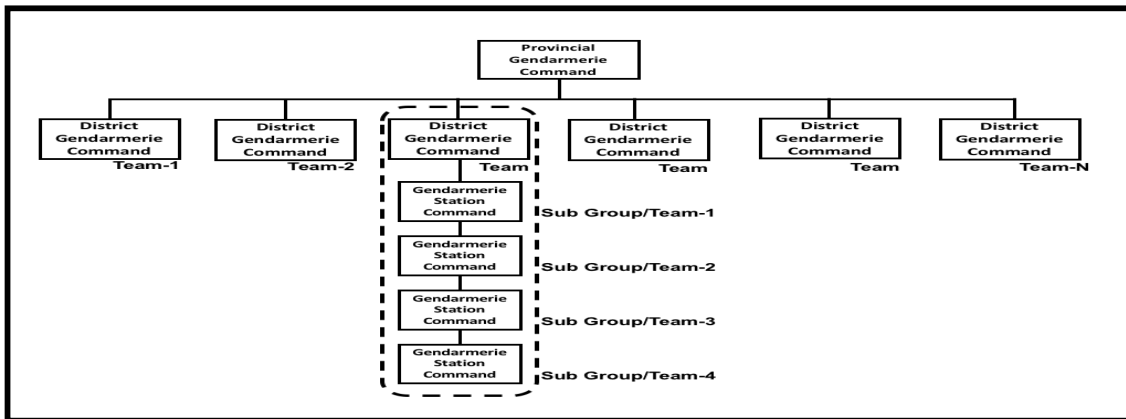 Provincial
Gendarmerie
Command
District
Gendarmerie
Command
Team-1
District
Gendarmerie
Command
Team-2
District
Gendarmerie
Command
Team
District
Gendarmerie
Command
Team
District
Gendarmerie
Command
Team
District
Gendarmerie
Command
Team-N
Gendarmerie
Station
Command
Sub Group/Team-1
Gendarmerie
Station
Command
Sub Group/Team-2
Gendarmerie
Station
Command
Sub Group/Team-3
Gendarmerie
Station
Command
Sub Group/Team-4